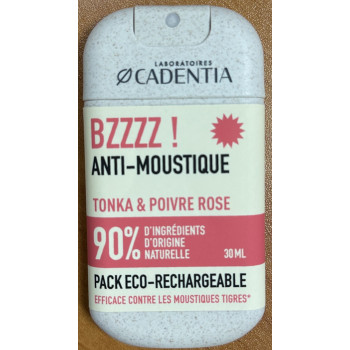 LABORATOIRES
ØCADENTIA
BZZZZ !
ANTI-MOUSTIQUE
TONKA & POIVRE ROSE
90% D'INGRÉDIENTS
D'ORIGINE
NATURELLE
30 ML
PACK ECO-RECHARGEABLE
EFFICACE CONTRE LES MOUSTIQUES TIGRES*